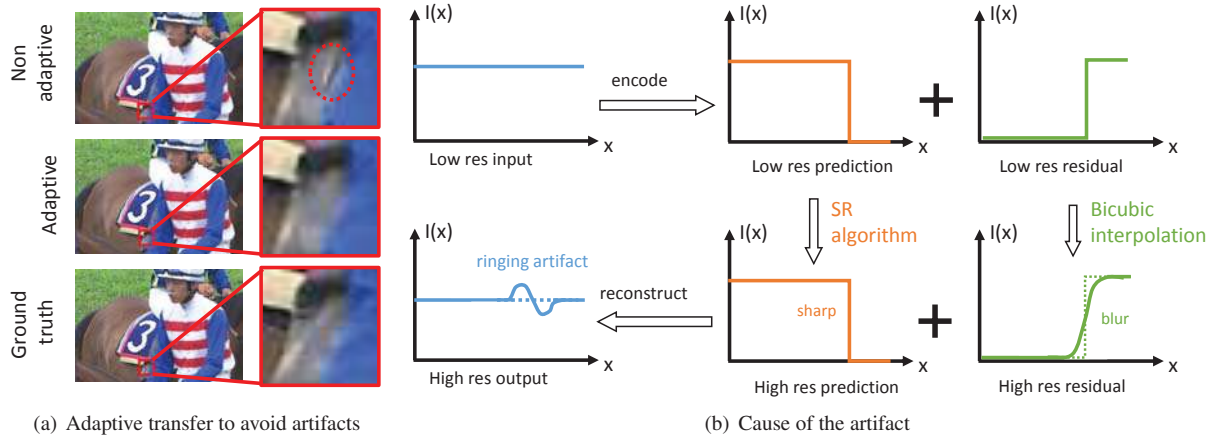 Non
adaptive
3
Adaptive
3
Ground
truth
3
(a) Adaptive transfer to avoid artifacts
I(x)
x
Low res input
encode
I(x)
x
Low res prediction
+
I(x)
x
Low res residual
SR
algorithm
Bicubic
interpolation
I(x)
ringing artifact
x
High res output
reconstruct
I(x)
sharp
x
High res prediction
+
I(x)
blur
x
High res residual
(b) Cause of the artifact